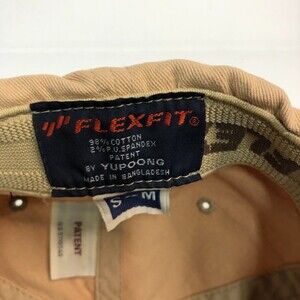 FLEXFIT®
98% COTTON
2% P.U. SPANDEX
PATENT
BY YUPOONG
MADE IN BANGLADESH
S M
PATENT